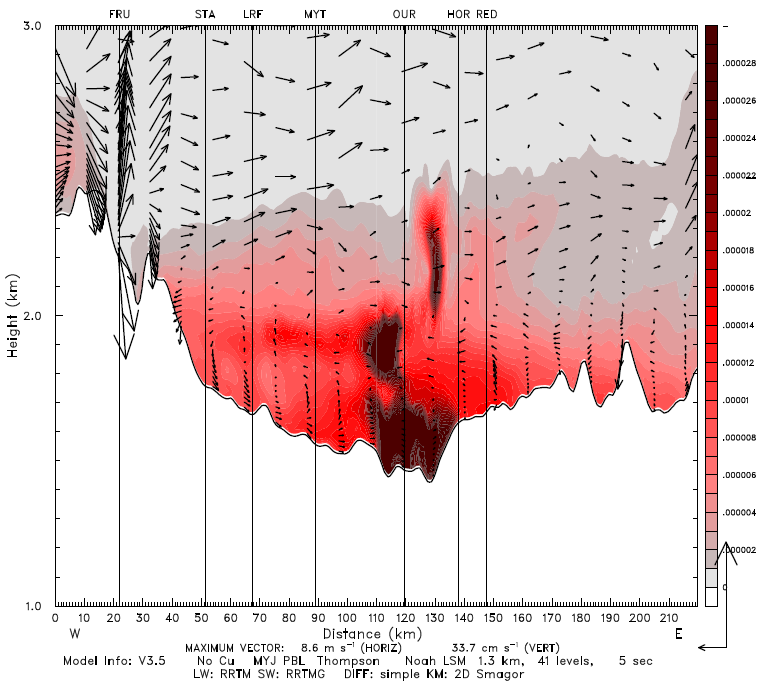 FRU STA LRF MYT OUR HOR RED
3.0
2.0
1.0
Height (km)
.000028
.000026
.000024
.000022
.00002
.000018
.000016
.000014
.000012
.00001
.000008
.000006
.000004
.000002
0
0 10 20 30 40 50 60 70 80 90 100 110 120 130 140 150 160 170 180 190 200 210
W Distance (km) E
MAXIMUM VECTOR: 8.6 m s⁻¹ (HORIZ) 33.7 cm s⁻¹ (VERT)
Model Info: V3.5 No Cu MYJ PBL Thompson Noah LSM 1.3 km, 41 levels, 5 sec
LW: RRTM SW: RRTMG DIFF: simple KM: 2D Smagor